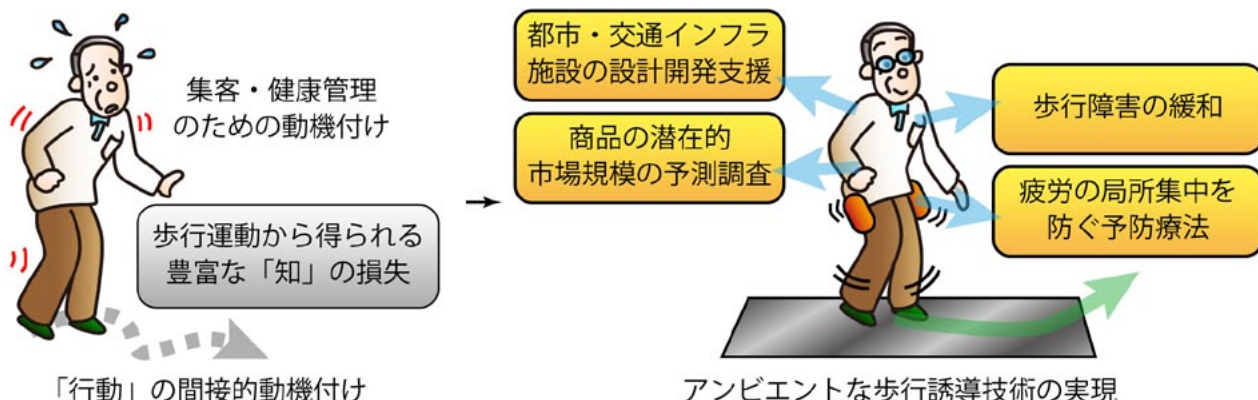 集客・健康管理
のための動機付け
歩行運動から得られる
豊富な「知」の損失
「行動」の間接的動機付け
都市・交通インフラ
施設の設計開発支援
商品の潜在的
市場規模の予測調査
歩行障害の緩和
疲労の局所集中を
防ぐ予防療法
アンビエントな歩行誘導技術の実現